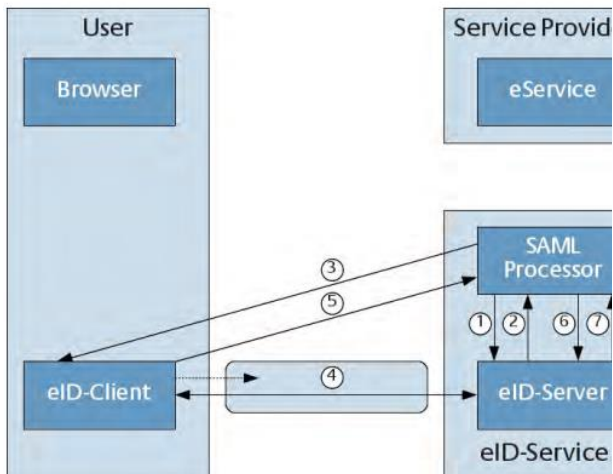 User
Service Provid
Browser
eService
SAML
Processor
3
5
1
2
6
7
4
eID-Client
eID-Server
eID-Service